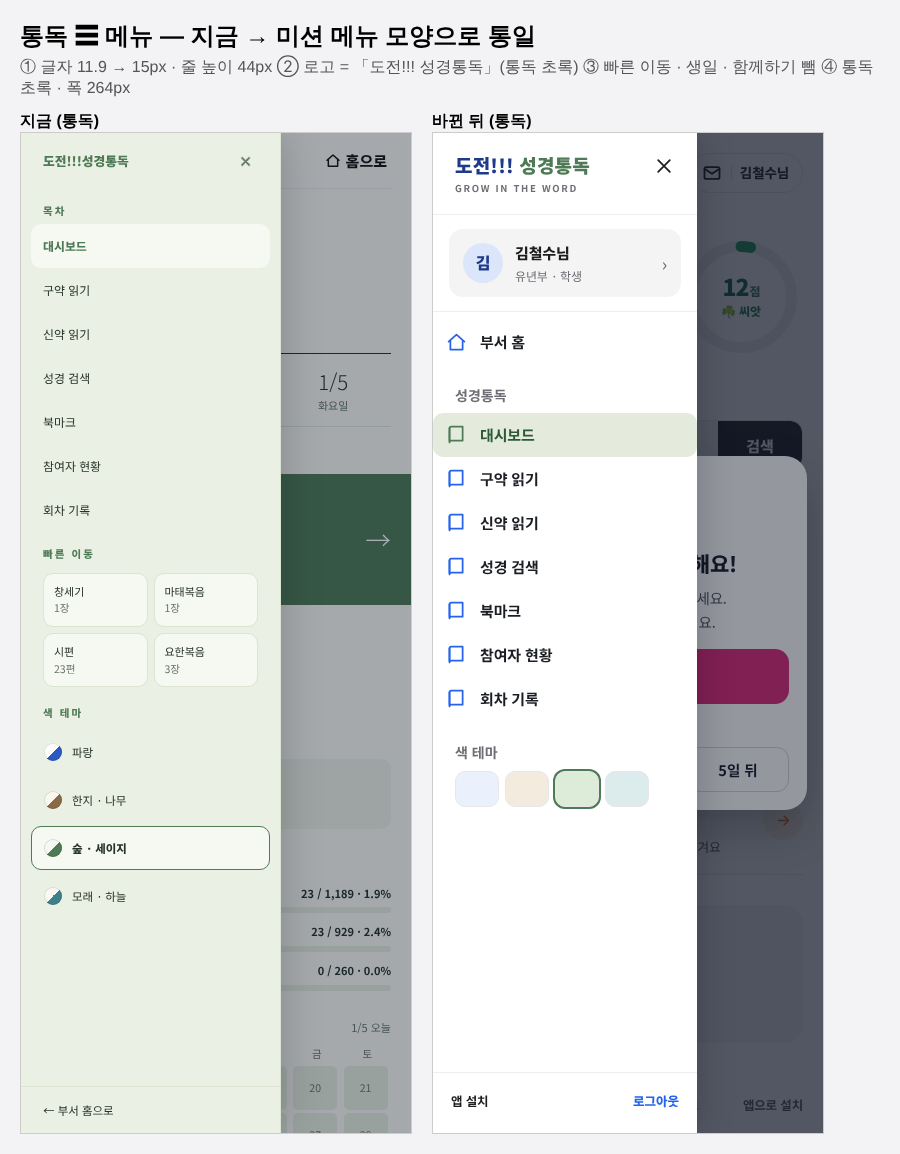 통독 ☰ 메뉴 — 지금 → 미션 메뉴 모양으로 통일
① 글자 11.9 → 15px · 줄 높이 44px ② 로고 = 「도전!!! 성경통독」(통독 초록) ③ 빠른 이동 · 생일 · 함께하기 뺌 ④ 통독
초록 · 폭 264px
지금 (통독)
도전!!!성경통독 ✕
홈으로
목차
대시보드
구약 읽기
신약 읽기
성경 검색
북마크
참여자 현황
회차 기록
1/5
화요일
→
빠른 이동
창세기
1장
마태복음
1장
시편
23편
요한복음
3장
색 테마
파랑
한지 · 나무
숲 · 세이지
모래 · 하늘
23 / 1,189 · 1.9%
23 / 929 · 2.4%
0 / 260 · 0.0%
1/5 오늘
금 토
20 21
← 부서 홈으로
바뀐 뒤 (통독)
도전!!! 성경통독
GROW IN THE WORD
김
김철수님
유년부 · 학생
›
부서 홈
성경통독
대시보드
구약 읽기
신약 읽기
성경 검색
북마크
참여자 현황
회차 기록
색 테마
앱 설치 로그아웃
김철수님
12점
☘️ 씨앗
검색
해요!
세요.
요.
5일 뒤
→
겨요
앱으로 설치